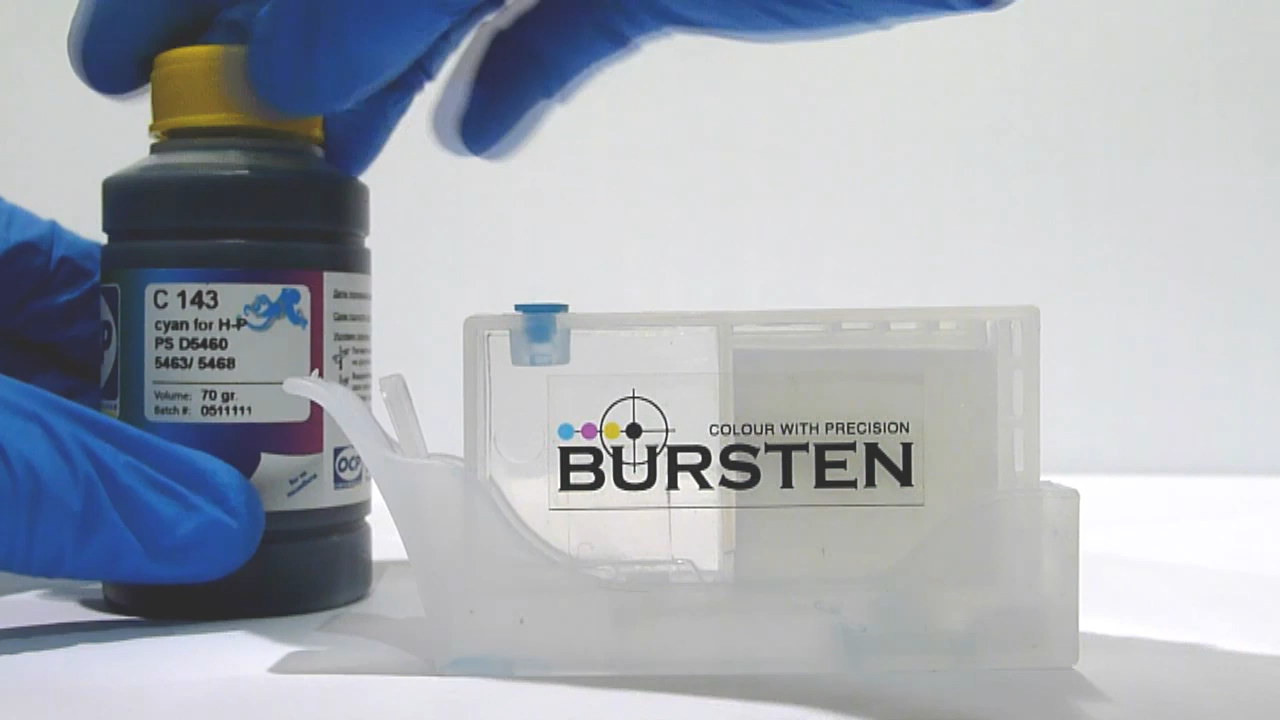 C 143
cyan for H-P
PS D5460
5463/ 5468
Volume: 70 gr.
Batch #: 0511111
OCP
COLOUR WITH PRECISION
BURSTEN